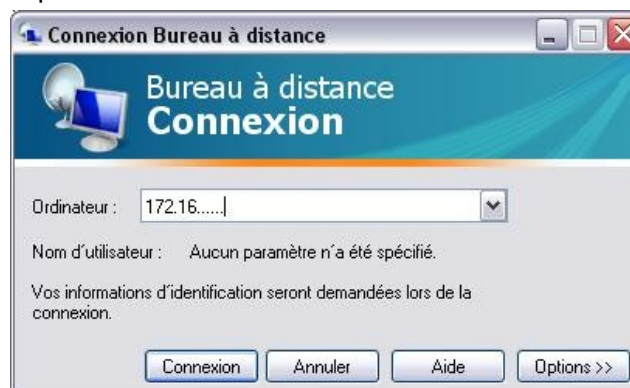 Connexion Bureau à distance
Bureau à distance
Connexion
Ordinateur :
172.16......
Nom d'utilisateur : Aucun paramètre n'a été spécifié.
Vos informations d'identification seront demandées lors de la
connexion.
Connexion Annuler Aide Options >>